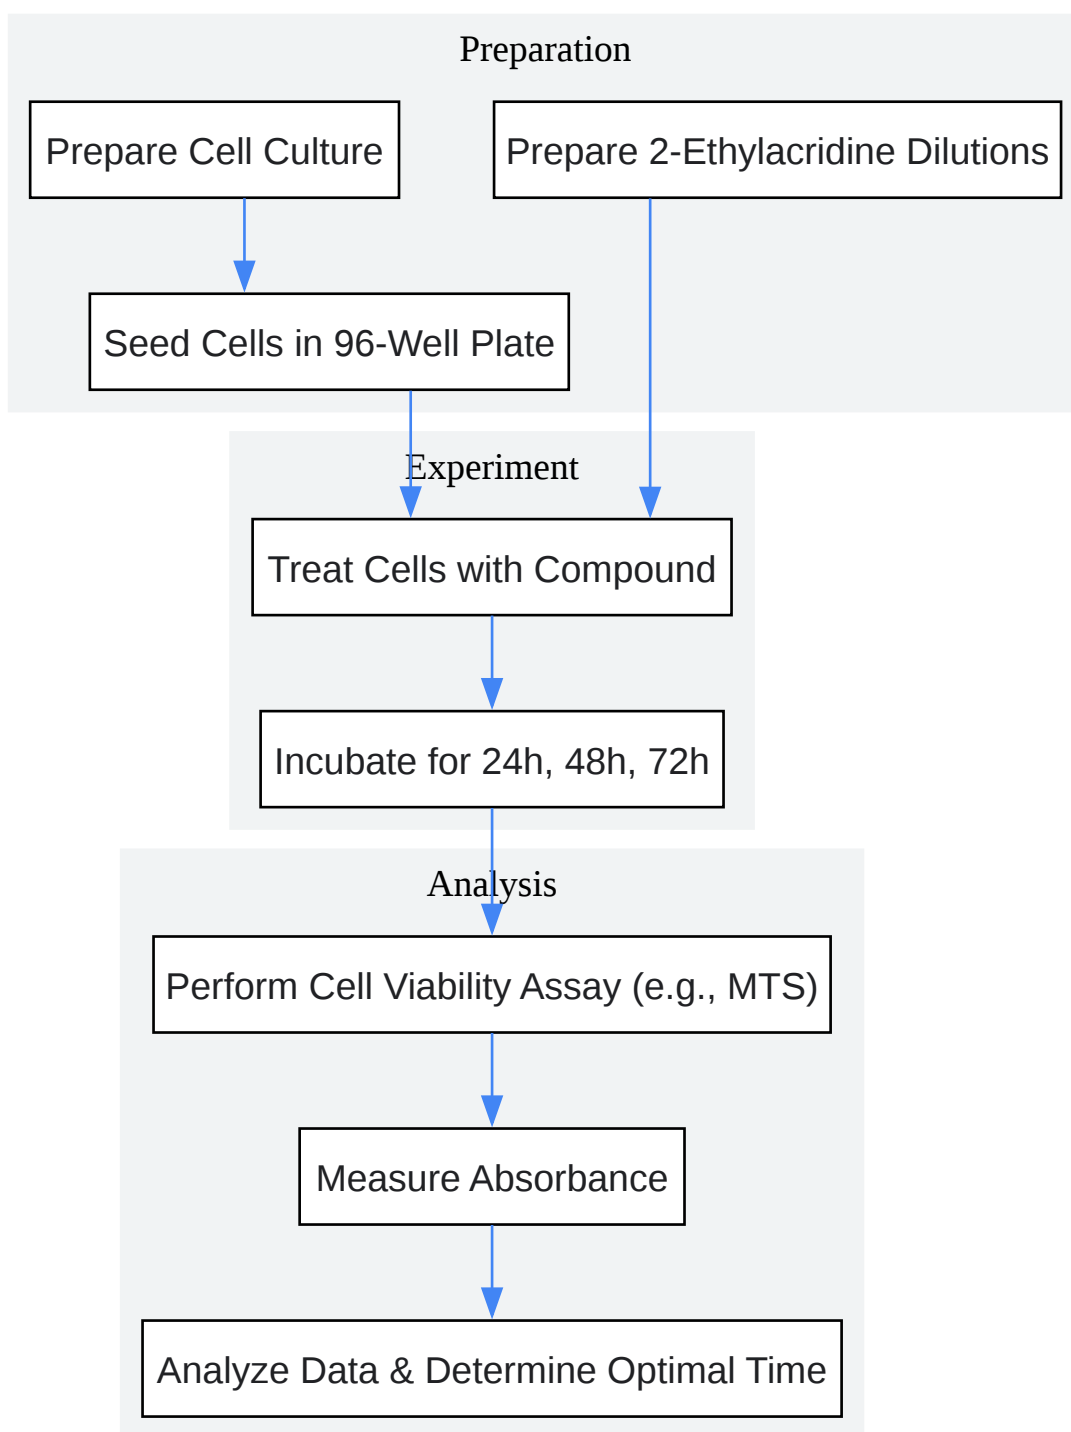 Preparation
Prepare Cell Culture
Prepare 2-Ethylacridine Dilutions
Seed Cells in 96-Well Plate
Experiment
Treat Cells with Compound
Incubate for 24h, 48h, 72h
Analysis
Perform Cell Viability Assay (e.g., MTS)
Measure Absorbance
Analyze Data & Determine Optimal Time